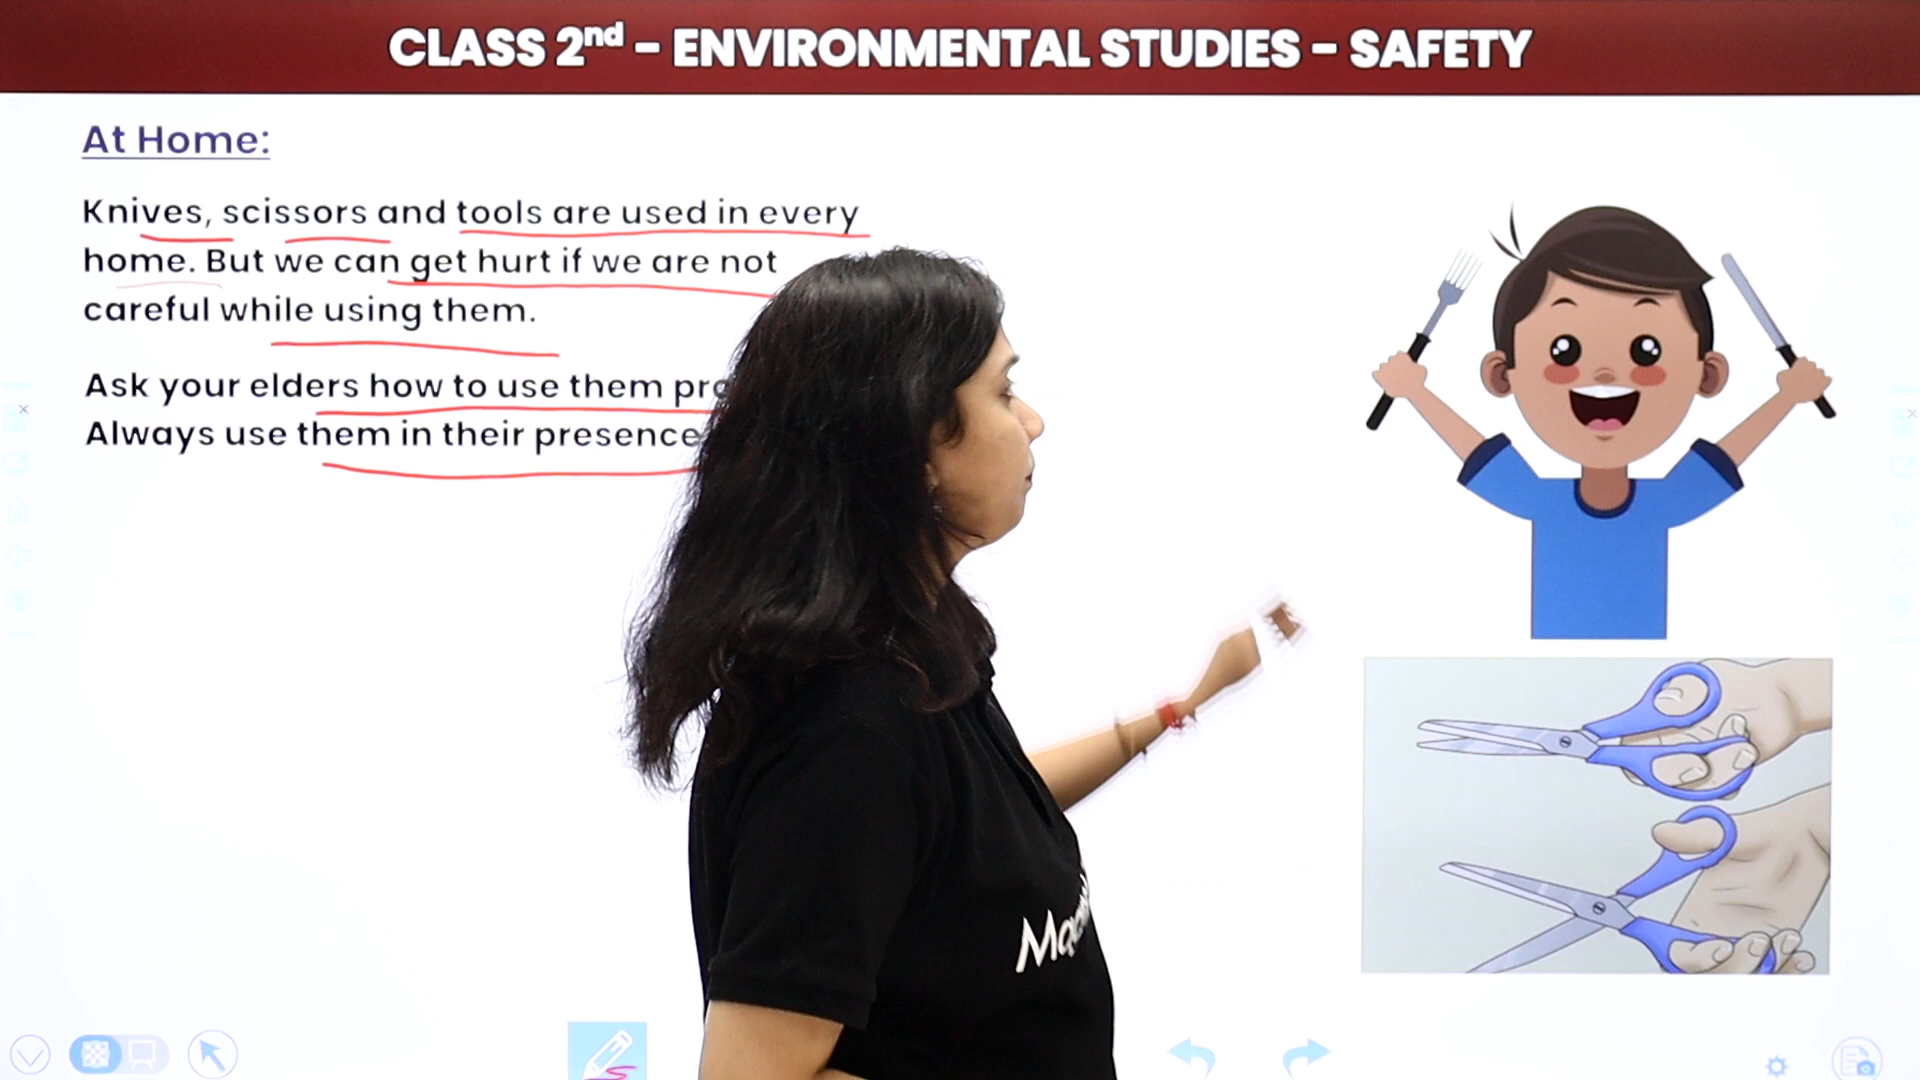 CLASS 2nd - ENVIRONMENTAL STUDIES - SAFETY
At Home:
Knives, scissors and tools are used in every
home. But we can get hurt if we are not
careful while using them.
Ask your elders how to use them
Always use them in their presence